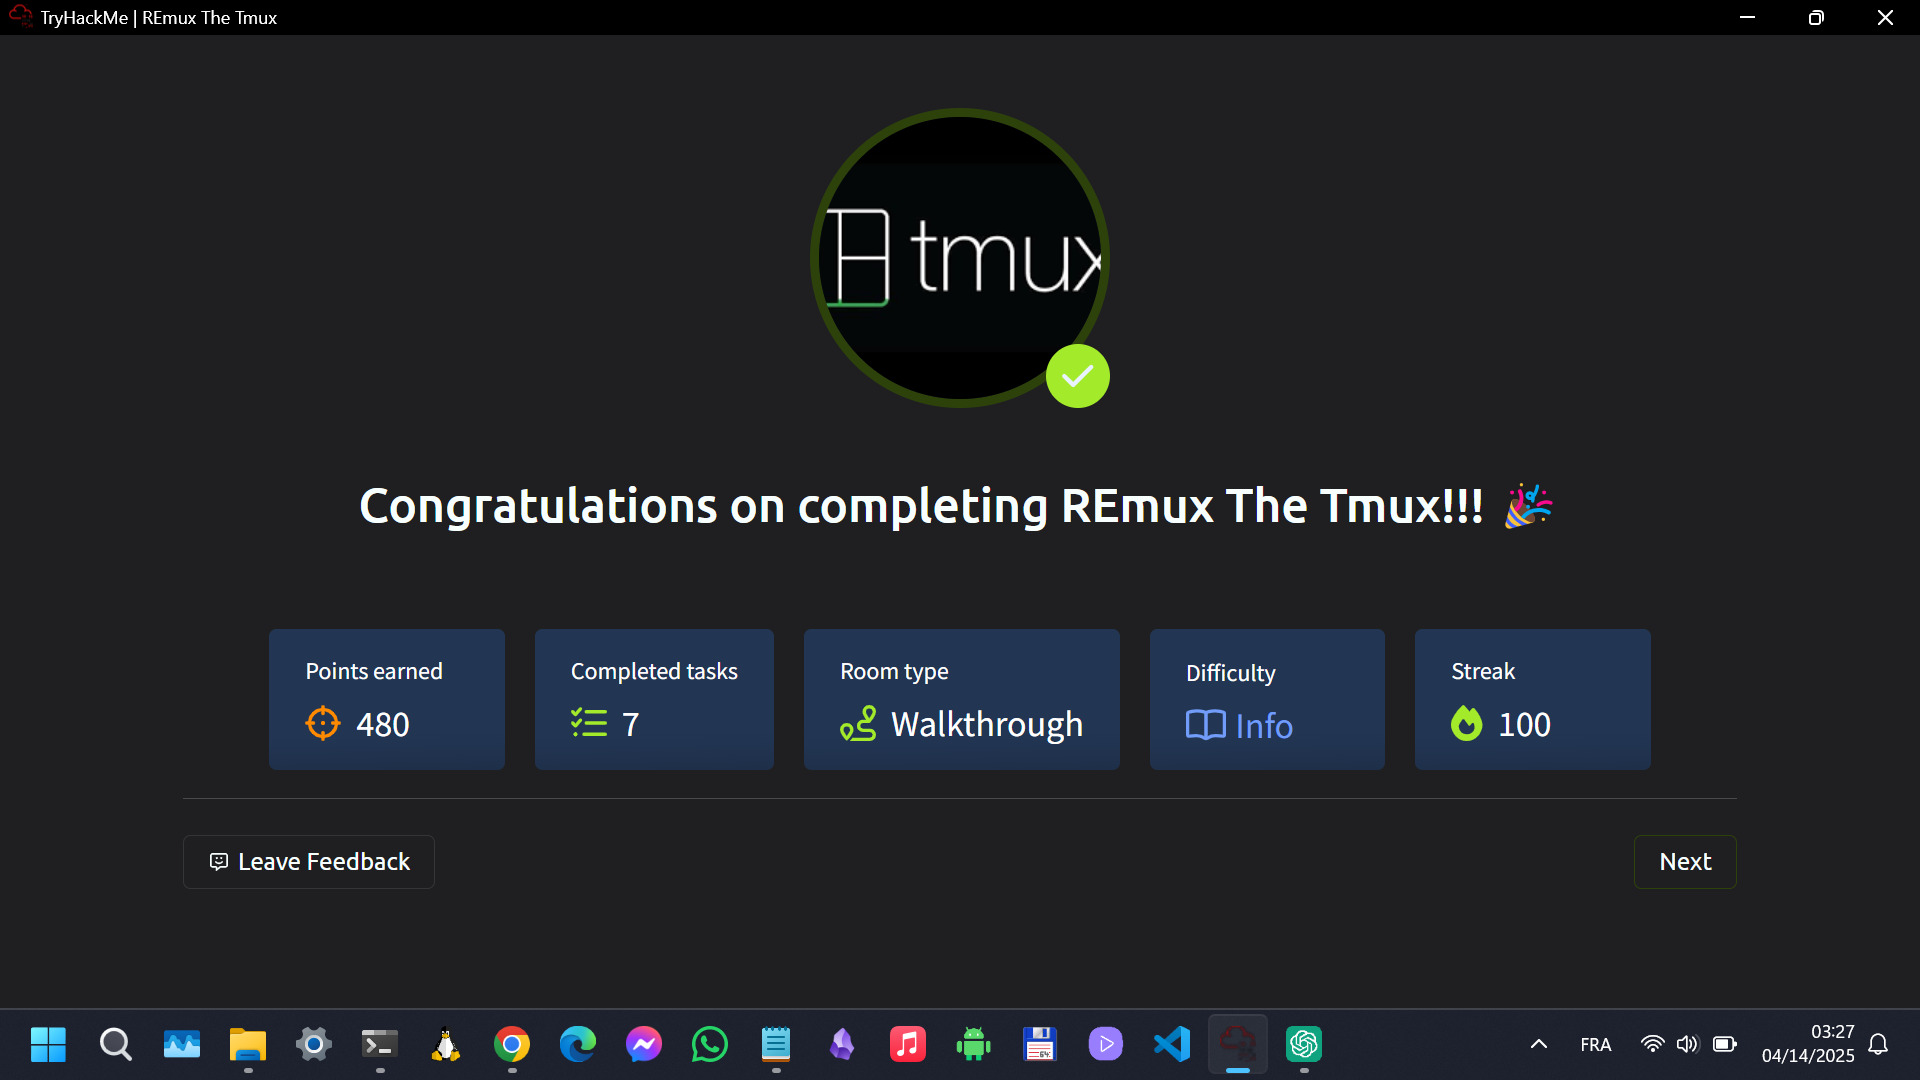 TryHackMe | REmux The Tmux
tmux
Congratulations on completing REmux The Tmux!!! 🎉
Points earned
480
Completed tasks
7
Room type
Walkthrough
Difficulty
Info
Streak
100
Leave Feedback
Next
64
FRA
03:27
04/14/2025